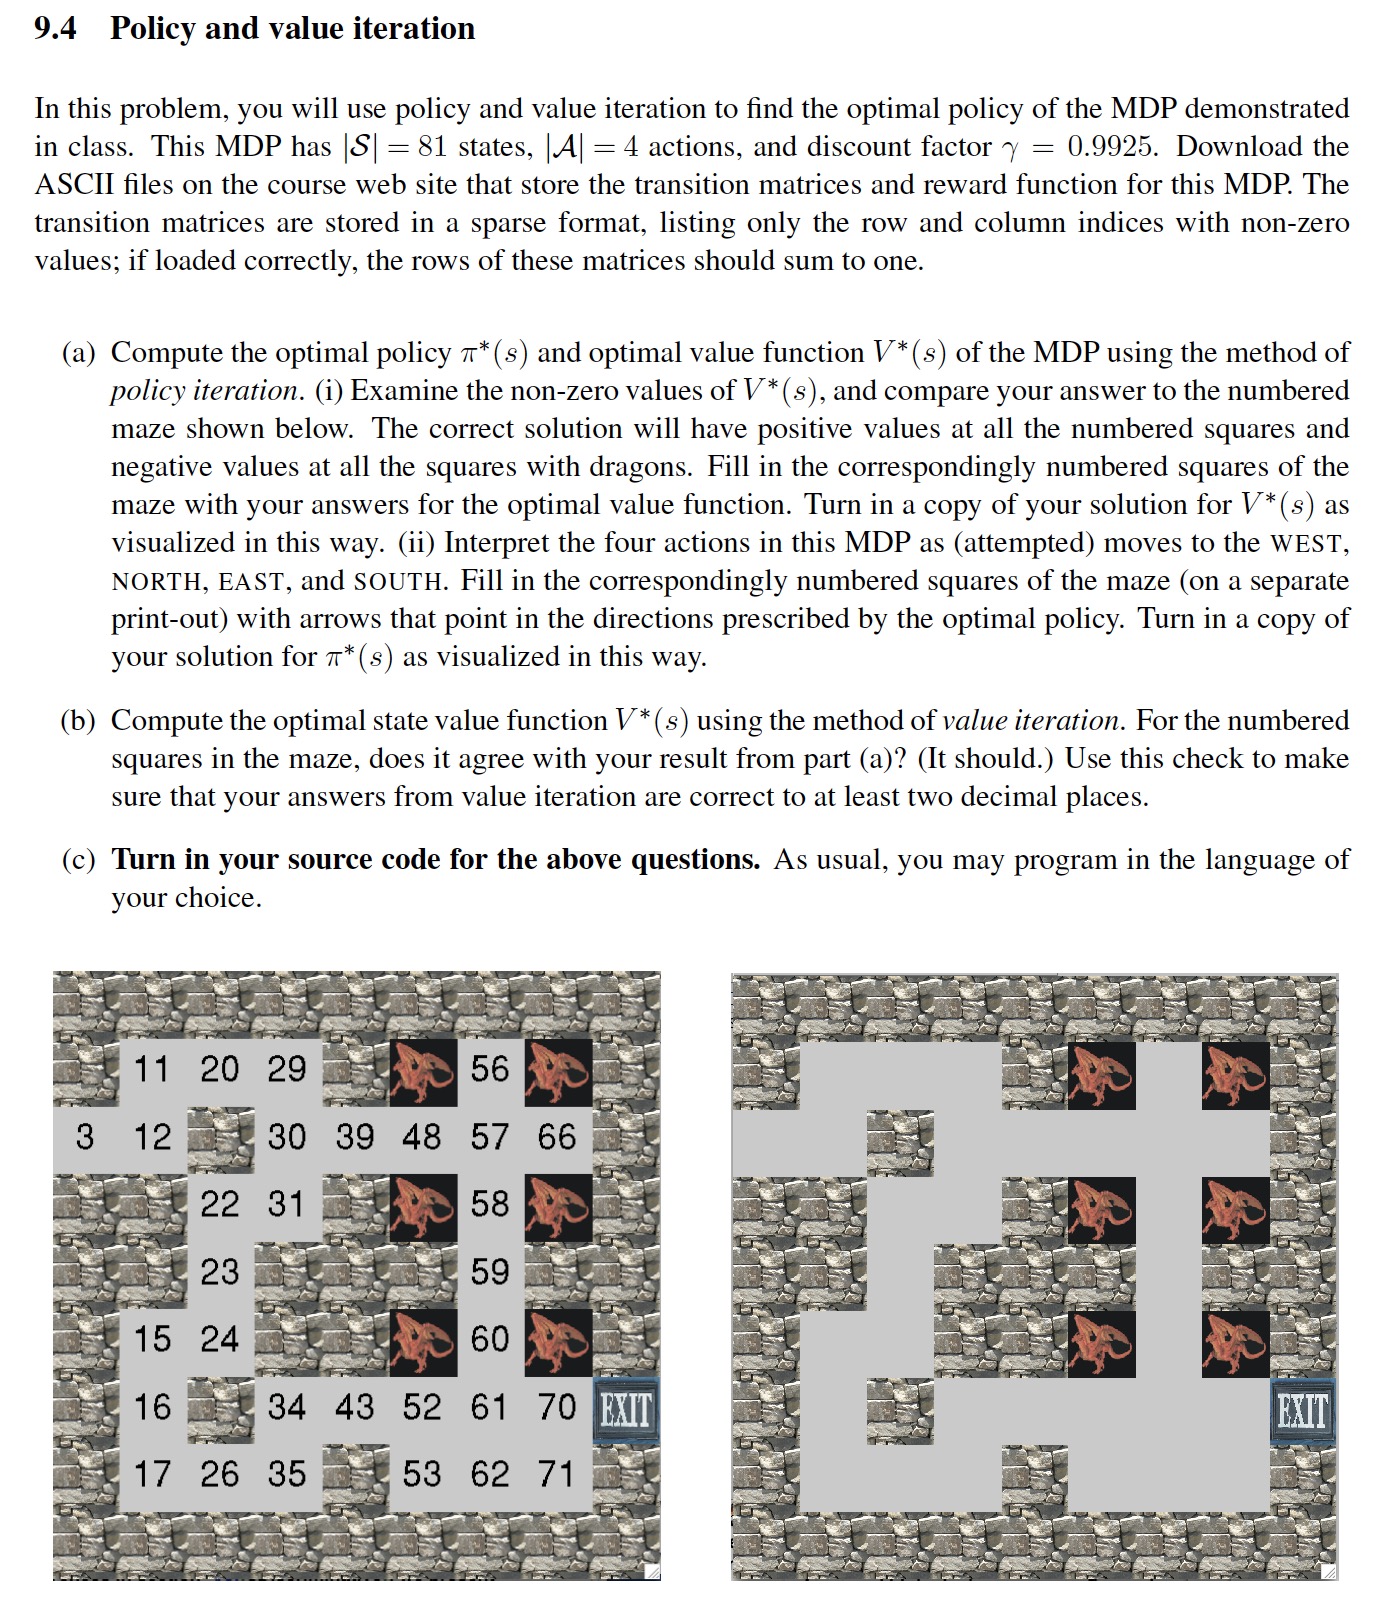 9.4 Policy and value iteration
In this problem, you will use policy and value iteration to find the optimal policy of the MDP demonstrated
in class. This MDP has |𝒮| = 81 states, |𝒜| = 4 actions, and discount factor γ = 0.9925. Download the
ASCII files on the course web site that store the transition matrices and reward function for this MDP. The
transition matrices are stored in a sparse format, listing only the row and column indices with non-zero
values; if loaded correctly, the rows of these matrices should sum to one.
(a) Compute the optimal policy π*(s) and optimal value function V*(s) of the MDP using the method of
policy iteration. (i) Examine the non-zero values of V*(s), and compare your answer to the numbered
maze shown below. The correct solution will have positive values at all the numbered squares and
negative values at all the squares with dragons. Fill in the correspondingly numbered squares of the
maze with your answers for the optimal value function. Turn in a copy of your solution for V*(s) as
visualized in this way. (ii) Interpret the four actions in this MDP as (attempted) moves to the WEST,
NORTH, EAST, and SOUTH. Fill in the correspondingly numbered squares of the maze (on a separate
print-out) with arrows that point in the directions prescribed by the optimal policy. Turn in a copy of
your solution for π*(s) as visualized in this way.
(b) Compute the optimal state value function V*(s) using the method of value iteration. For the numbered
squares in the maze, does it agree with your result from part (a)? (It should.) Use this check to make
sure that your answers from value iteration are correct to at least two decimal places.
(c) Turn in your source code for the above questions. As usual, you may program in the language of
your choice.
11 20 29 56
3 12 30 39 48 57 66
22 31 58
23 59
15 24 60
16 34 43 52 61 70 EXIT
17 26 35 53 62 71
EXIT